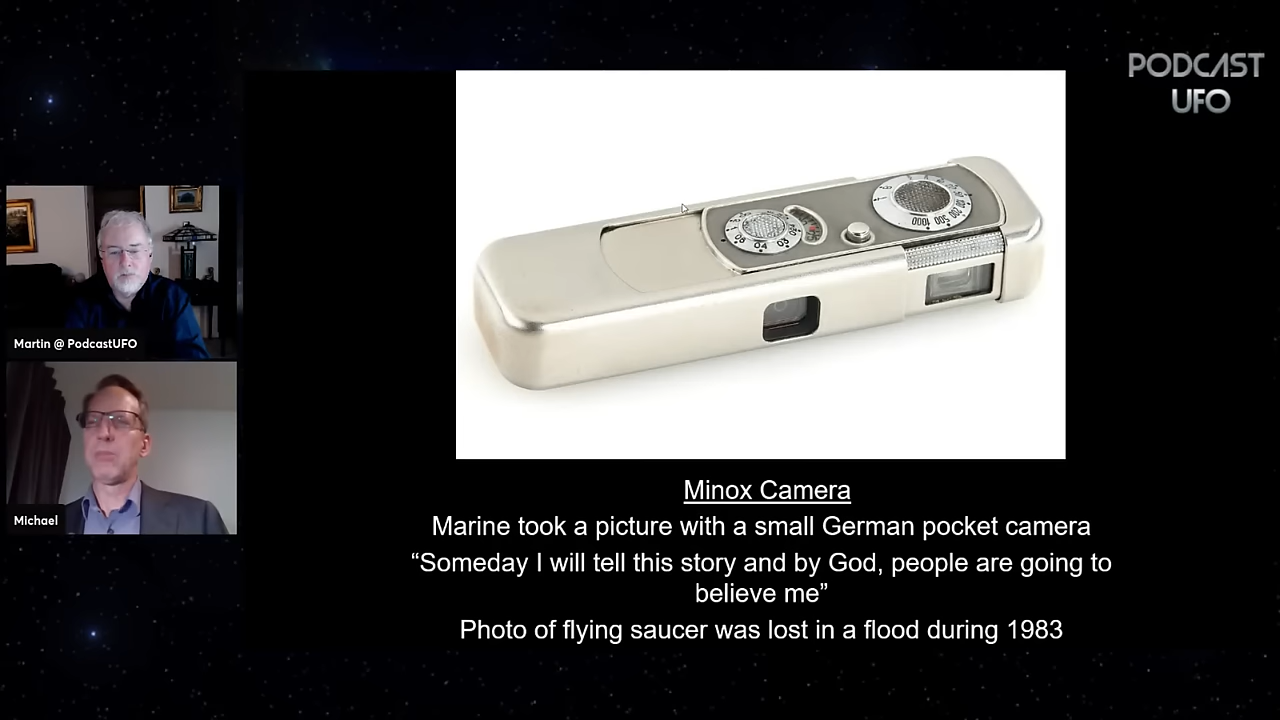 PODCAST
UFO
Martin @ PodcastUFO
Michael
Minox Camera
Marine took a picture with a small German pocket camera
“Someday I will tell this story and by God, people are going to
believe me”
Photo of flying saucer was lost in a flood during 1983